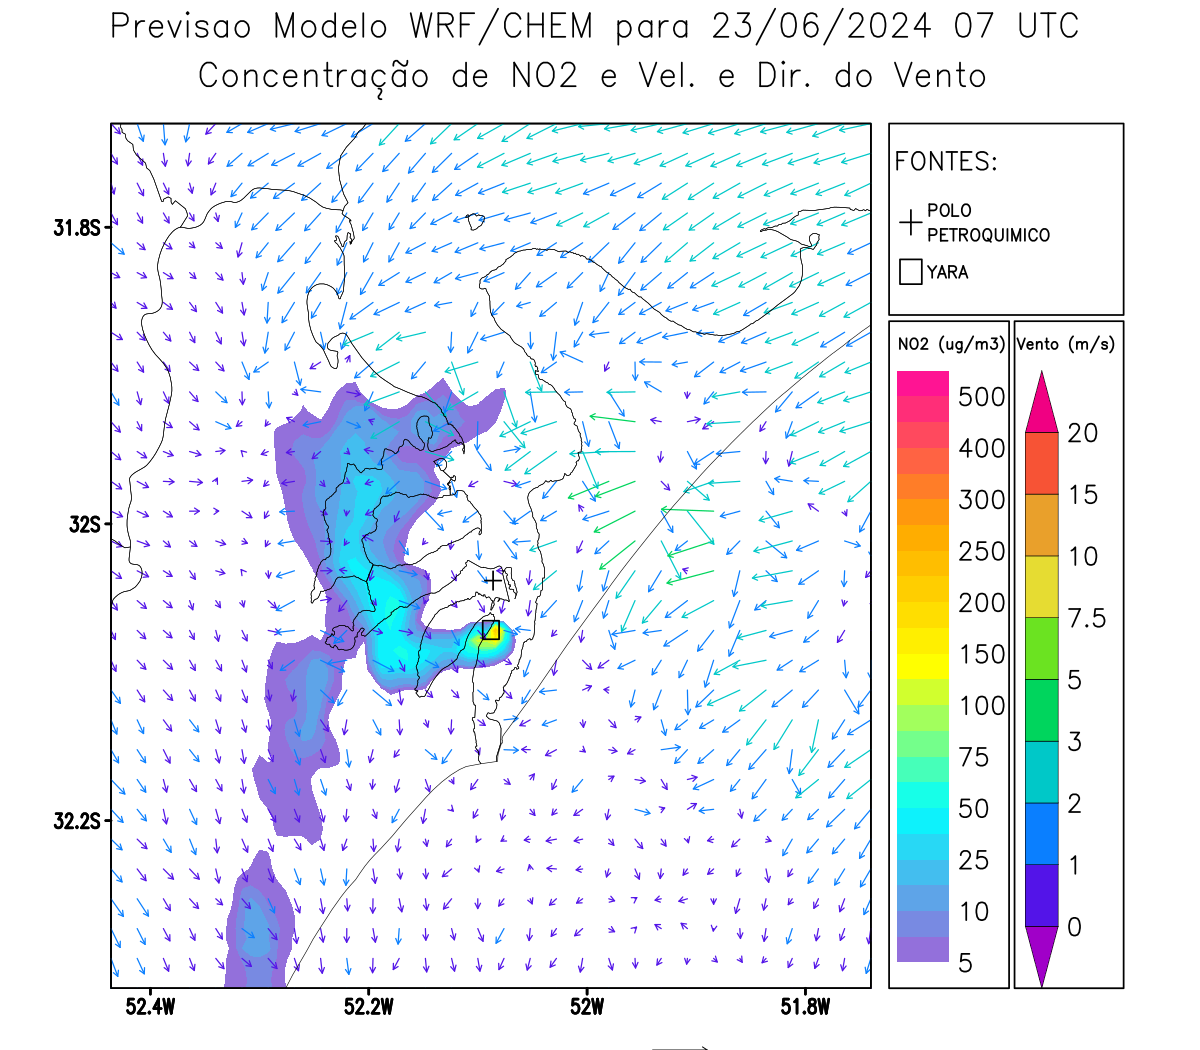 Previsao Modelo WRF/CHEM para 23/06/2024 07 UTC
Concentração de NO2 e Vel. e Dir. do Vento
FONTES:
POLO
PETROQUIMICO
YARA
NO2 (ug/m3)
500
400
300
250
200
150
100
75
50
25
10
5
Vento (m/s)
20
15
10
7.5
5
3
2
1
0
31.8S
32S
32.2S
52.4W
52.2W
52W
51.8W